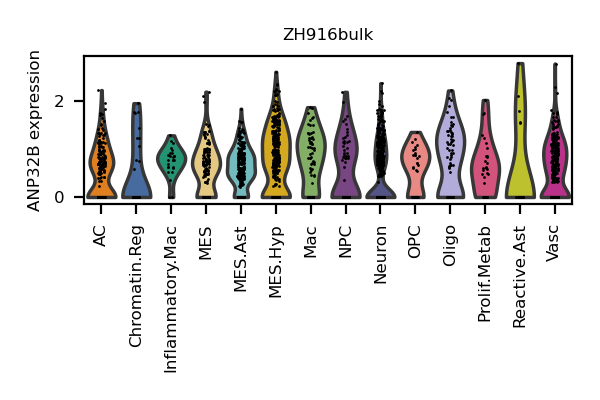 ZH916bulk
ANP32B expression
2
0
AC
Chromatin.Reg
Inflammatory.Mac
MES
MES.Ast
MES.Hyp
Mac
NPC
Neuron
OPC
Oligo
Prolif.Metab
Reactive.Ast
Vasc